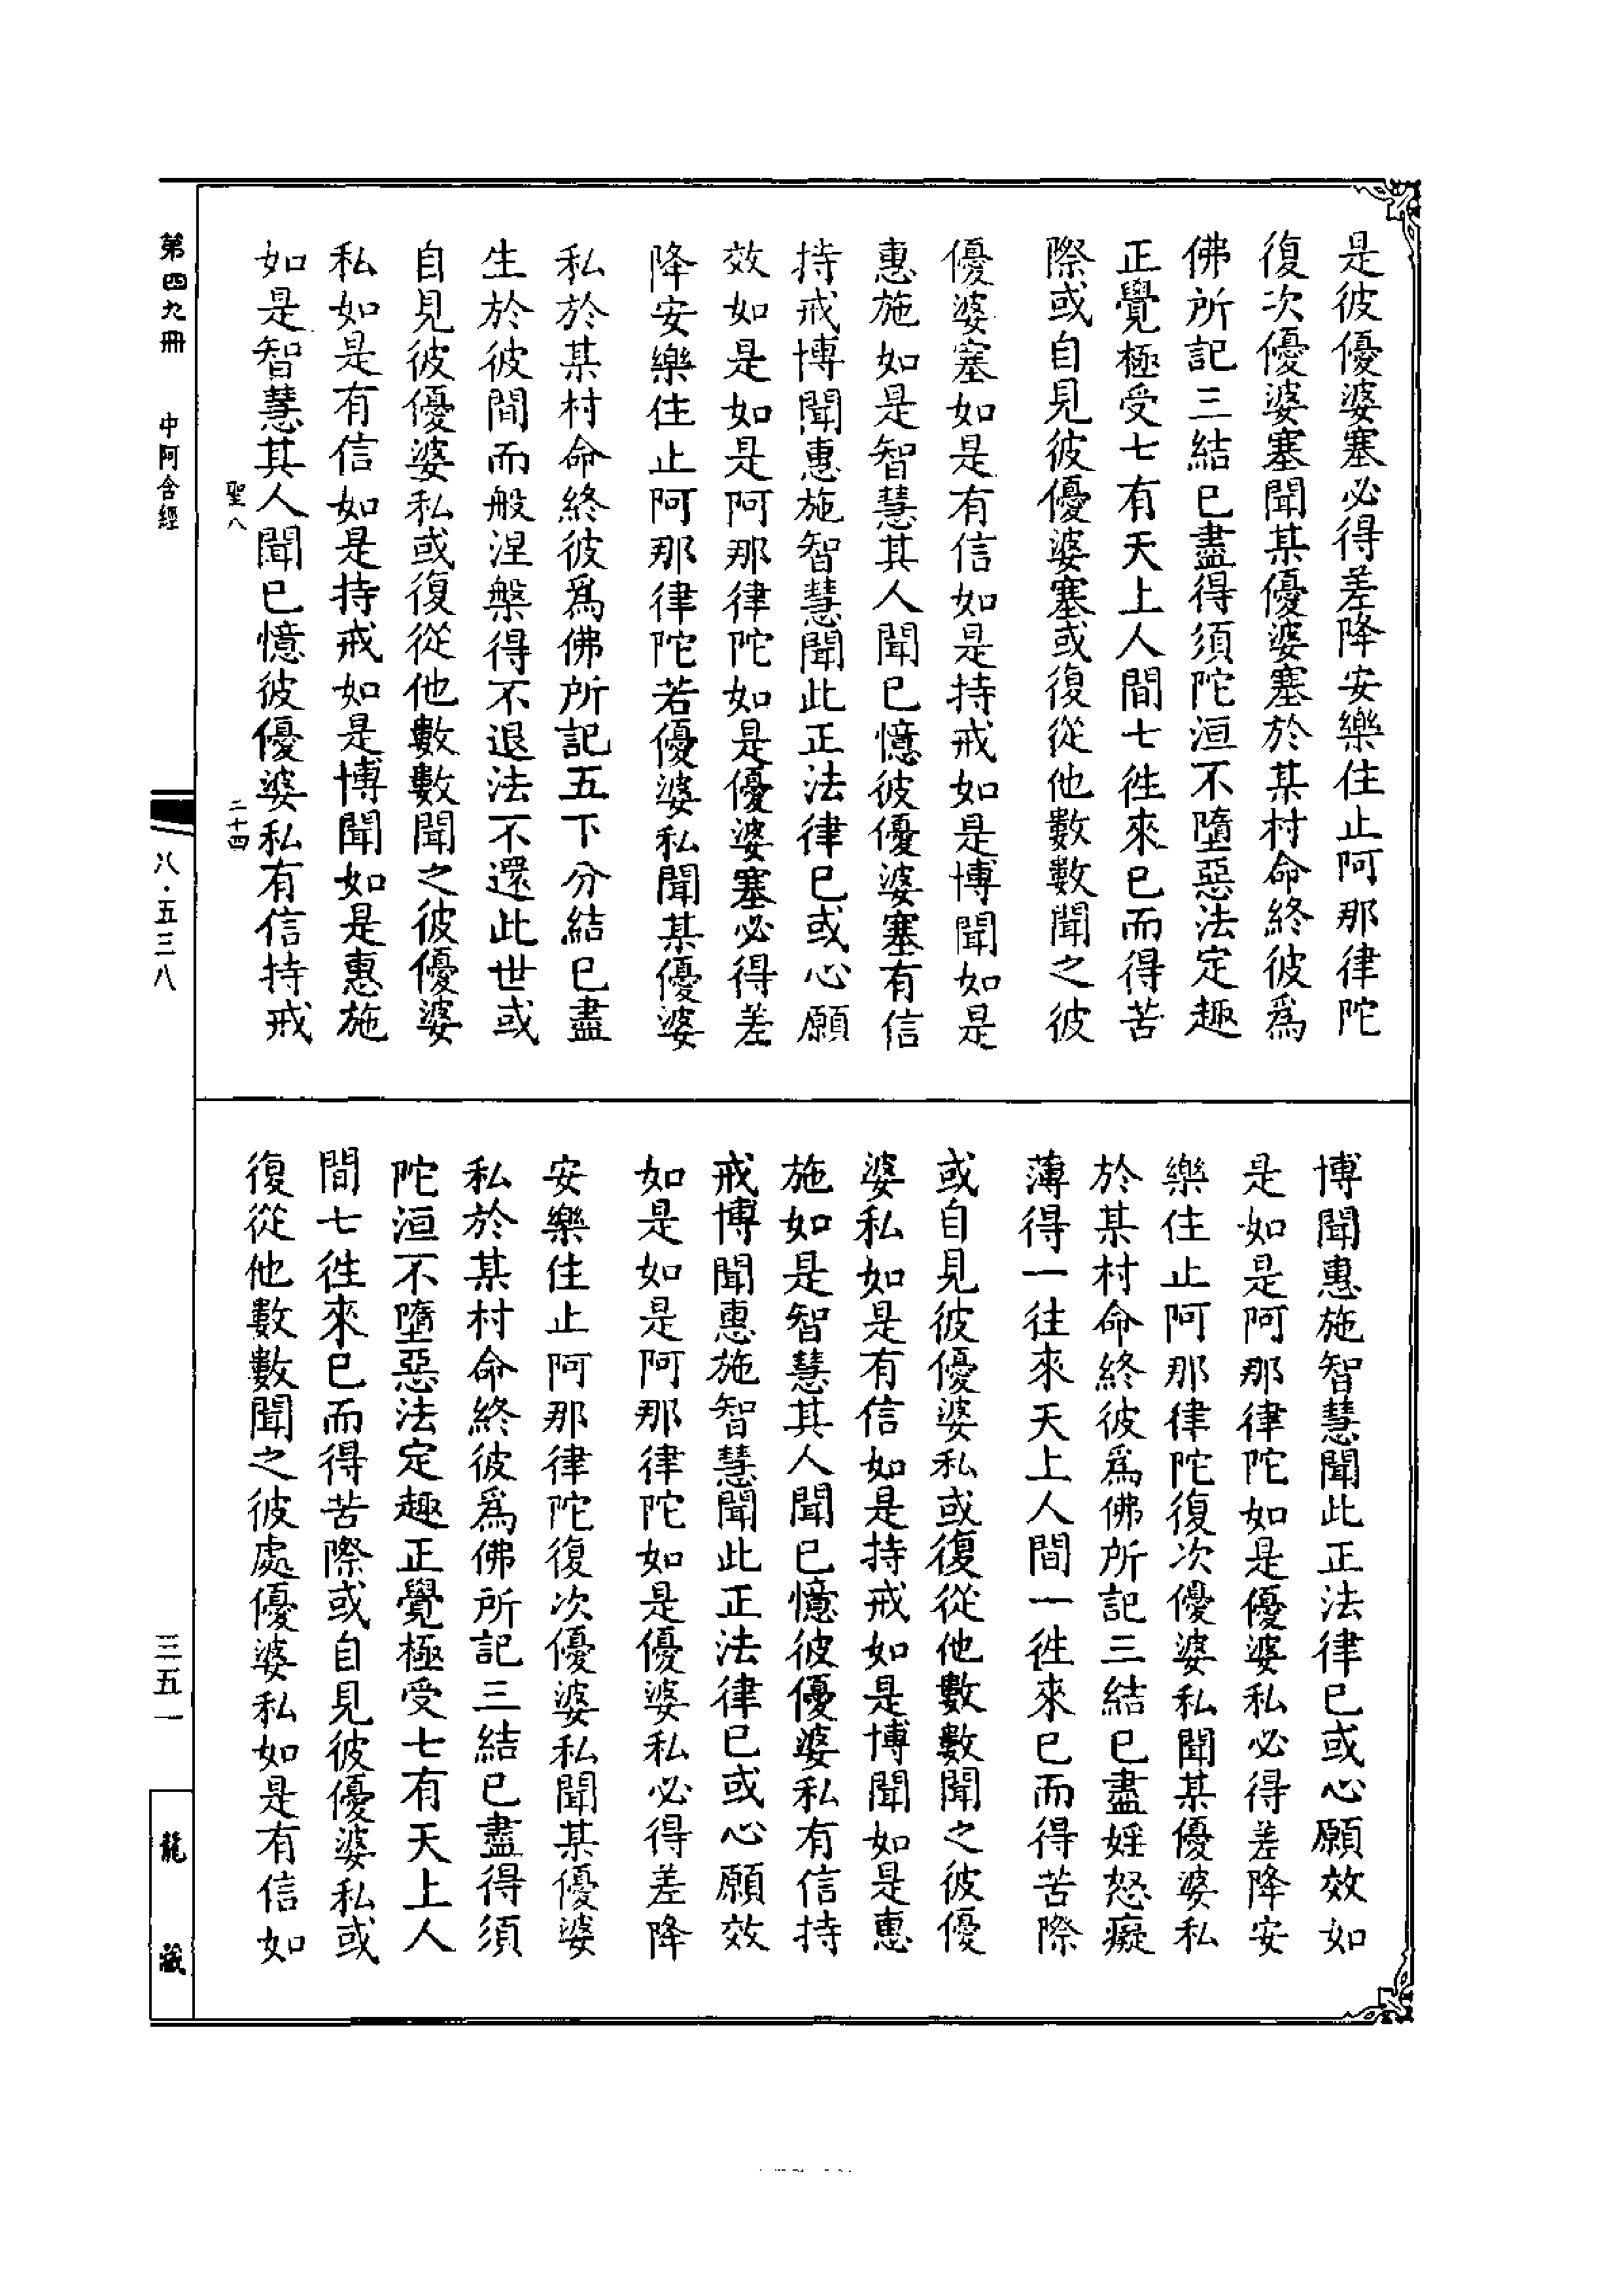 是彼優婆塞必得差降安樂住止阿那律陀
復次優婆塞聞某優婆塞於某村命終彼爲
佛所記三結已盡得須陀洹不墮惡法定趣
正覺極受七有天上人間七徃來已而得苦
際或自見彼優婆塞或復從他數數聞之彼
優婆塞如是有信如是持戒如是博聞如是
惠施如是智慧其人聞已憶彼優婆塞有信
持戒博聞惠施智慧聞此正法律已或心願
效如是如是阿那律陀如是優婆塞必得差
降安樂住止阿那律陀若優婆私聞某優婆
私於某村命終彼爲佛所記五下分結已盡
生於彼間而般涅槃得不退法不還此世或
自見彼優婆私或復從他數數聞之彼優婆
私如是有信如是持戒如是博聞如是惠施
如是智慧其人聞已憶彼優婆私有信持戒
博聞惠施智慧聞此正法律已或心願效如
是如是阿那律陀如是優婆私必得差降安
樂住止阿那律陀復次優婆私聞某優婆私
於某村命終彼爲佛所記三結已盡婬怒癡
薄得一往來天上人間一徃來已而得苦際
或自見彼優婆私或復從他數數聞之彼優
婆私如是有信如是持戒如是博聞如是惠
施如是智慧其人聞已憶彼優婆私有信持
戒博聞惠施智慧聞此正法律已或心願效
如是如是阿那律陀如是優婆私必得差降
安樂住止阿那律陀復次優婆私聞某優婆
私於某村命終彼爲佛所記三結已盡得須
陀洹不墮惡法定趣正覺極受七有天上人
間七徃來已而得苦際或自見彼優婆私或
復從他數數聞之彼處優婆私如是有信如
聖八 二十四
第四九冊 中阿含經 八·五三八 三五一 龍藏